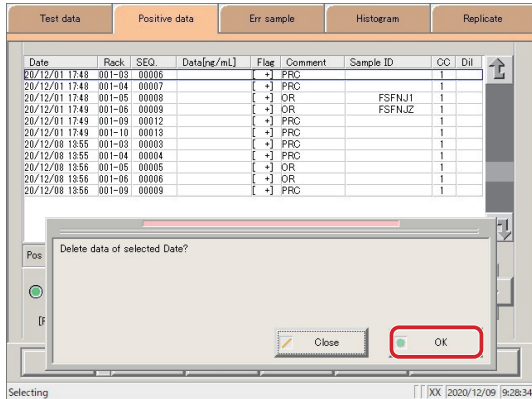 Test data Positive data Err sample Histogram Replicate
Date Rack SEQ. Data[ng/mL] Flag Comment Sample ID CC Dil
20/12/01 17:48 001-03 00006 [ +] PRC 1
20/12/01 17:48 001-04 00007 [ +] PRC 1
20/12/01 17:48 001-05 00008 [ +] OR FSFNJ1 1
20/12/01 17:49 001-06 00009 [ +] OR FSFNJZ 1
20/12/01 17:49 001-09 00012 [ +] PRC 1
20/12/01 17:49 001-10 00013 [ +] PRC 1
20/12/08 13:55 001-03 00003 [ +] PRC 1
20/12/08 13:55 001-04 00004 [ +] PRC 1
20/12/08 13:56 001-05 00005 [ +] OR 1
20/12/08 13:56 001-06 00006 [ +] OR 1
20/12/08 13:56 001-09 00009 [ +] PRC 1
Pos
Delete data of selected Date?
Close OK
Selecting XX 2020/12/09 9:28:34